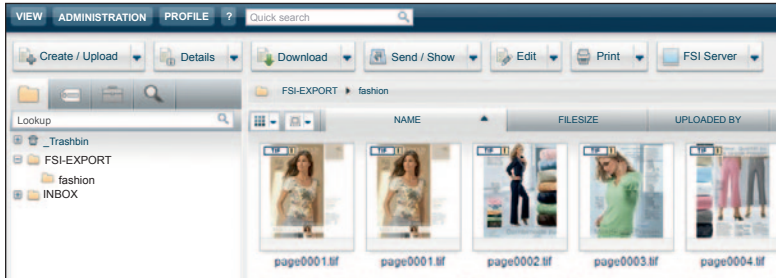 VIEW ADMINISTRATION PROFILE ? Quick search
Create / Upload Details Download Send / Show Edit Print FSI Server
FSI-EXPORT fashion
Lookup
NAME FILESIZE UPLOADED BY
_Trashbin
FSI-EXPORT
fashion
INBOX
TIF TIF TIF TIF TIF
page0001.tif page0001.tif page0002.tif page0003.tif page0004.tif